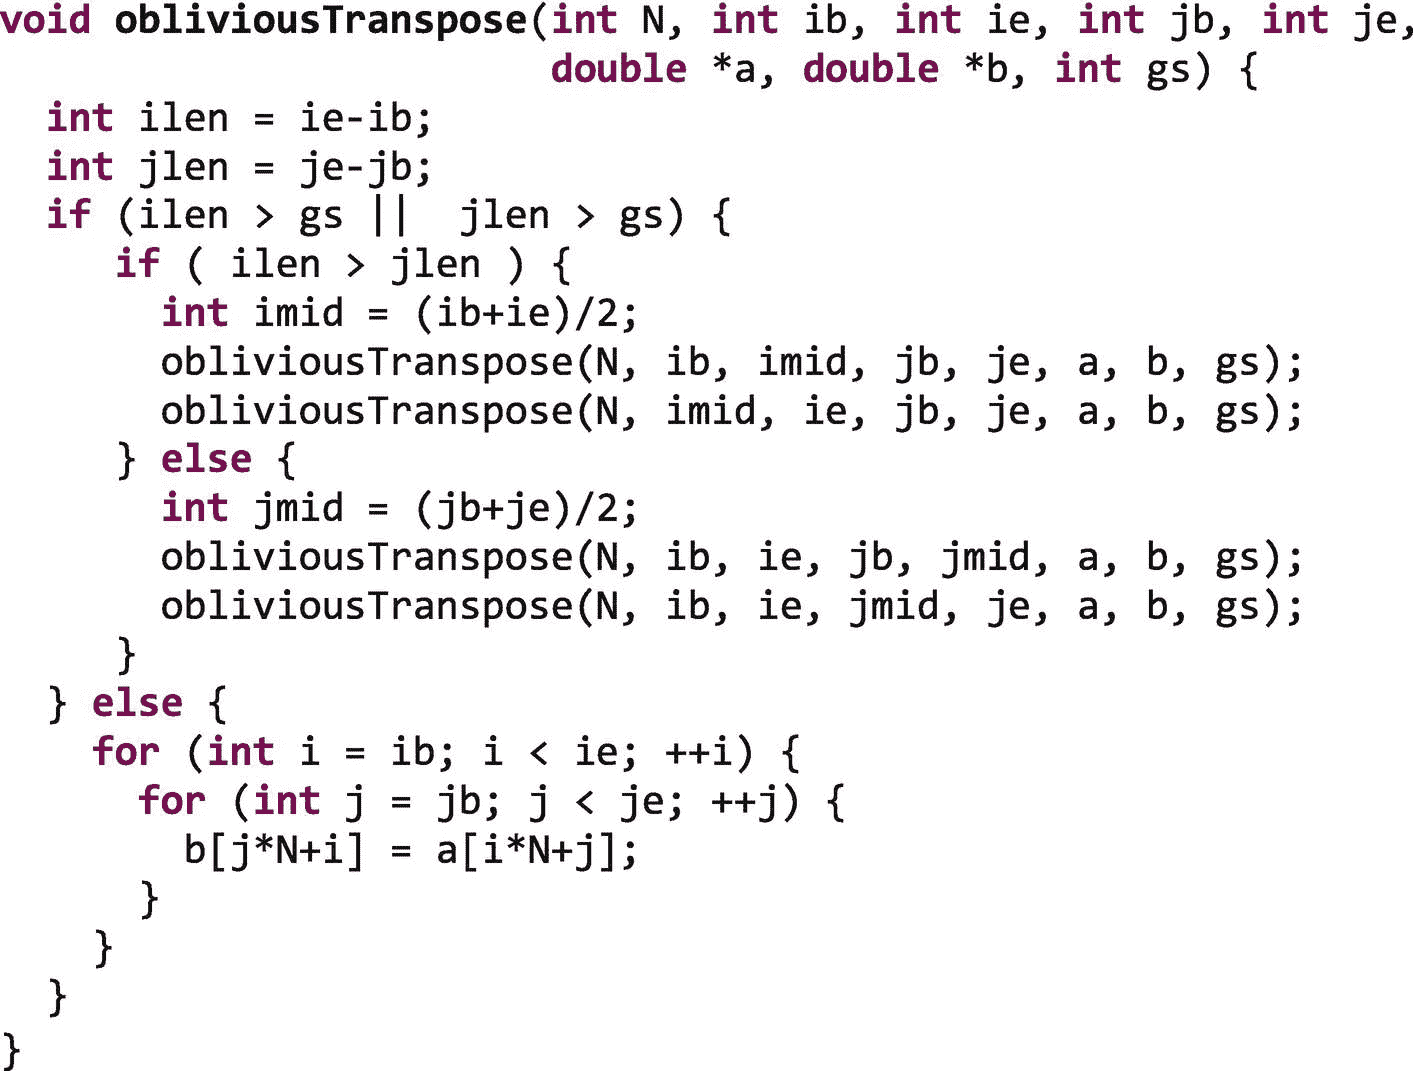 void obliviousTranspose(int N, int ib, int ie, int jb, int je,
                        double *a, double *b, int gs) {
  int ilen = ie-ib;
  int jlen = je-jb;
  if (ilen > gs ||  jlen > gs) {
     if ( ilen > jlen ) {
       int imid = (ib+ie)/2;
       obliviousTranspose(N, ib, imid, jb, je, a, b, gs);
       obliviousTranspose(N, imid, ie, jb, je, a, b, gs);
     } else {
       int jmid = (jb+je)/2;
       obliviousTranspose(N, ib, ie, jb, jmid, a, b, gs);
       obliviousTranspose(N, ib, ie, jmid, je, a, b, gs);
     }
  } else {
    for (int i = ib; i < ie; ++i) {
      for (int j = jb; j < je; ++j) {
        b[j*N+i] = a[i*N+j];
      }
    }
  }
}